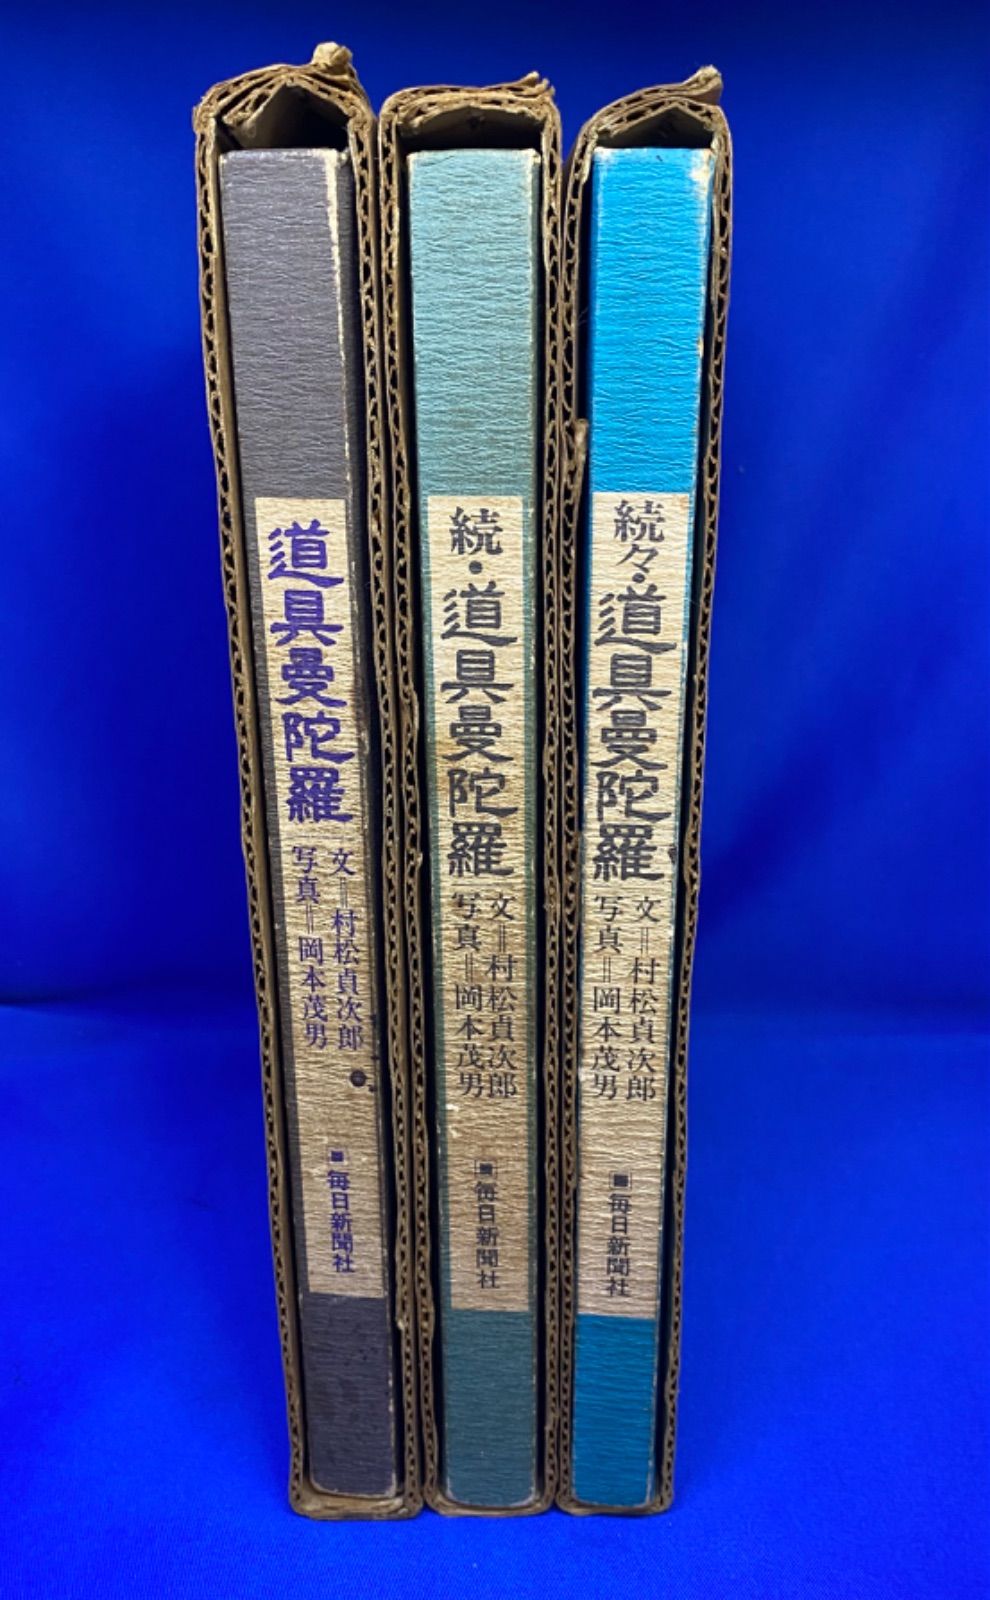 道具曼陀羅
文=村松貞次郎
写真=岡本茂男
毎日新聞社
続・道具曼陀羅
文=村松貞次郎
写真=岡本茂男
毎日新聞社
続々・道具曼陀羅
文=村松貞次郎
写真=岡本茂男
毎日新聞社